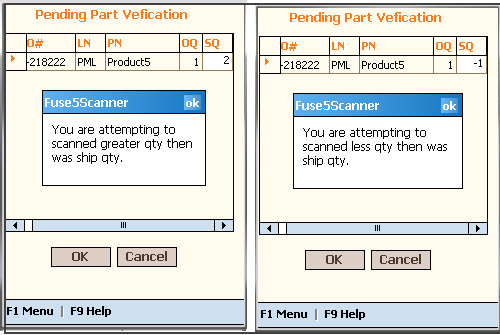 Pending Part Vefication
O# LN PN OQ SQ
-218222 PML Product5 1 2
Fuse5Scanner ok
You are attempting to
scanned greater qty then
was ship qty.
OK Cancel
F1 Menu | F9 Help
Pending Part Vefication
O# LN PN OQ SQ
-218222 PML Product5 1 -1
Fuse5Scanner ok
You are attempting to
scanned less qty then was
ship qty.
OK Cancel
F1 Menu | F9 Help